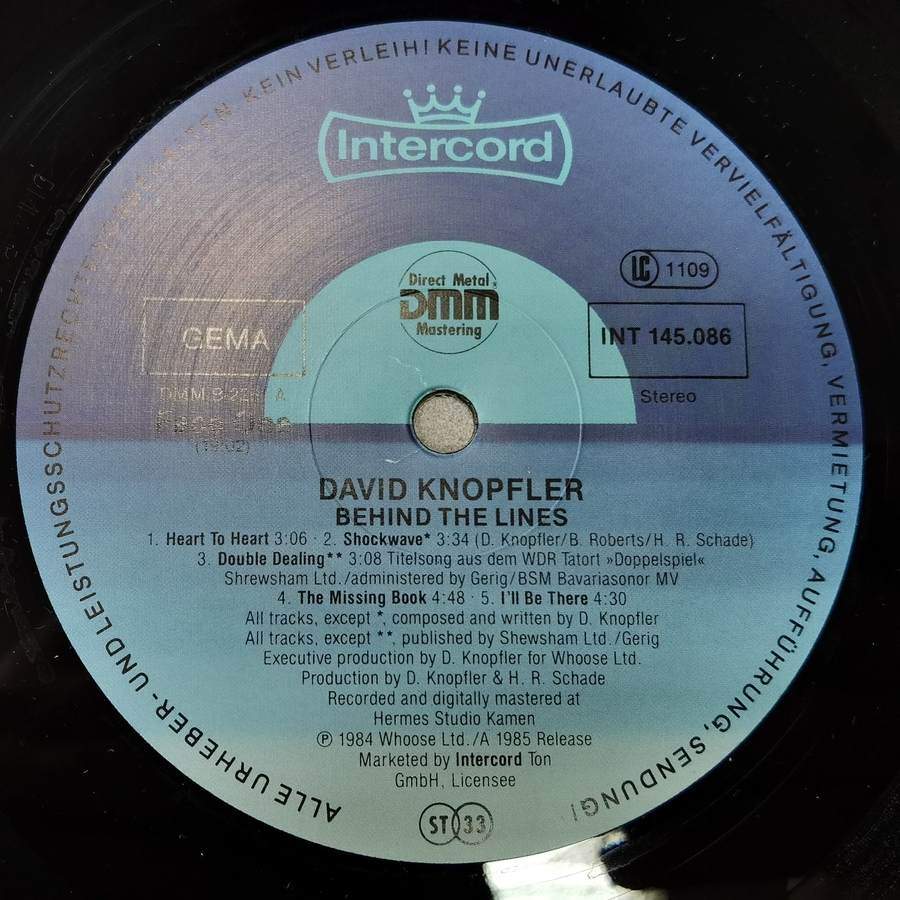 ALLE URHEBER- UND LEISTUNGSSCHUTZRECHTE VORBEHALTEN. KEIN VERLEIH! KEINE UNERLAUBTE VERVIELFÄLTIGUNG, VERMIETUNG, AUFFÜHRUNG, SENDUNG!
Intercord
Direct Metal
DMM
Mastering
LC 1109
GEMA
INT 145.086
Stereo
DAVID KNOPFLER
BEHIND THE LINES
1. Heart To Heart 3:06 · 2. Shockwave* 3:34 (D. Knopfler/B. Roberts/H. R. Schade)
3. Double Dealing** 3:08 Titelsong aus dem WDR Tatort »Doppelspiel«
Shrewsham Ltd./administered by Gerig/BSM Bavariasonor MV
4. The Missing Book 4:48 · 5. I'll Be There 4:30
All tracks, except *, composed and written by D. Knopfler
All tracks, except **, published by Shewsham Ltd./Gerig
Executive production by D. Knopfler for Whoose Ltd.
Production by D. Knopfler & H. R. Schade
Recorded and digitally mastered at
Hermes Studio Kamen
℗ 1984 Whoose Ltd./A 1985 Release
Marketed by Intercord Ton
GmbH, Licensee
ST 33